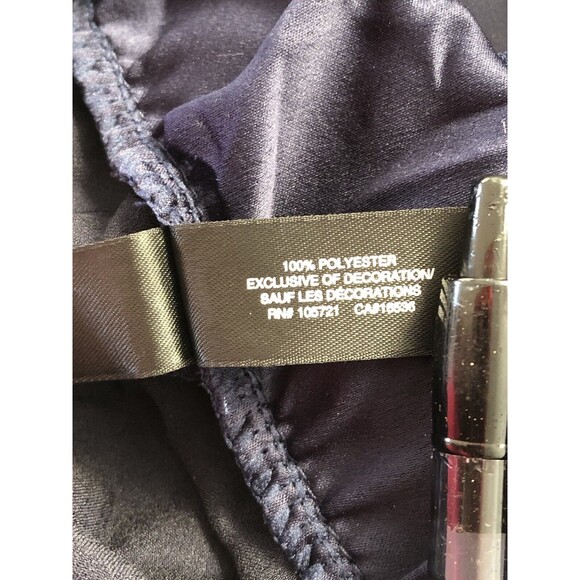 100% POLYESTER
EXCLUSIVE OF DECORATION/
SAUF LES DÉCORATIONS
RN# 105721 CA#16536